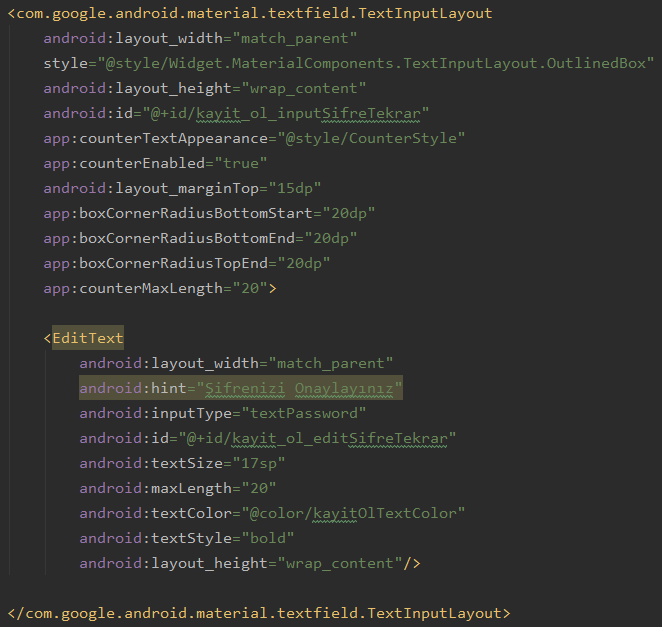 <com.google.android.material.textfield.TextInputLayout
android:layout_width="match_parent"
style="@style/Widget.MaterialComponents.TextInputLayout.OutlinedBox"
android:layout_height="wrap_content"
android:id="@+id/kayit_ol_inputSifreTekrar"
app:counterTextAppearance="@style/CounterStyle"
app:counterEnabled="true"
android:layout_marginTop="15dp"
app:boxCornerRadiusBottomStart="20dp"
app:boxCornerRadiusBottomEnd="20dp"
app:boxCornerRadiusTopEnd="20dp"
app:counterMaxLength="20">
<EditText
android:layout_width="match_parent"
android:hint="Şifrenizi Onaylayınız"
android:inputType="textPassword"
android:id="@+id/kayit_ol_editSifreTekrar"
android:textSize="17sp"
android:maxLength="20"
android:textColor="@color/kayitOlTextColor"
android:textStyle="bold"
android:layout_height="wrap_content"/>
</com.google.android.material.textfield.TextInputLayout>